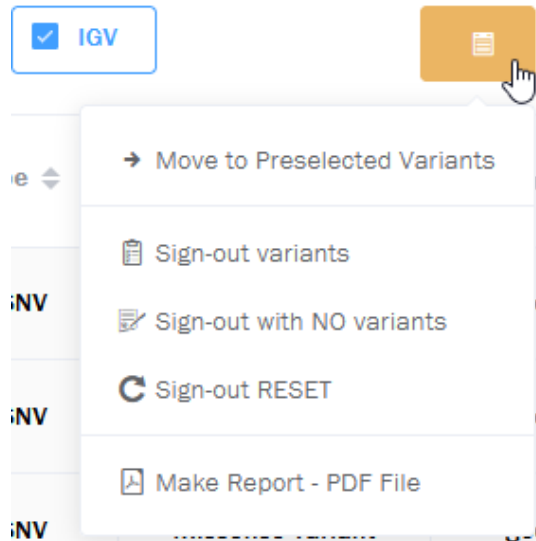 IGV
Move to Preselected Variants
Sign-out variants
SNV
Sign-out with NO variants
Sign-out RESET
SNV
Make Report - PDF File
SNV